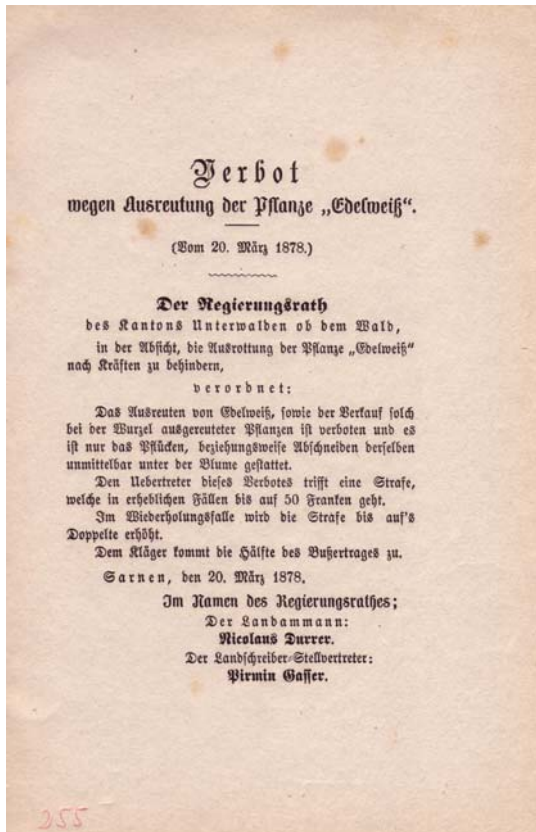 Verbot
wegen Ausreutung der Pflanze „Edelweiß“.
(Vom 20. März 1878.)
Der Regierungsrath
des Kantons Unterwalden ob dem Wald,
in der Absicht, die Ausrottung der Pflanze „Edelweiß“
nach Kräften zu behindern,
verordnet:
Das Ausreuten von Edelweiß, sowie der Verkauf solch
bei der Wurzel ausgereuteter Pflanzen ist verboten und es
ist nur das Pflücken, beziehungsweise Abschneiden derselben
unmittelbar unter der Blume gestattet.
Den Uebertreter dieses Verbotes trifft eine Strafe,
welche in erheblichen Fällen bis auf 50 Franken geht.
Im Wiederholungsfalle wird die Strafe bis auf's
Doppelte erhöht.
Dem Kläger kommt die Hälfte des Bußertrages zu.
Sarnen, den 20. März 1878.
Im Namen des Regierungsrathes;
Der Landammann:
Nicolaus Durrer.
Der Landschreiber-Stellvertreter:
Pirmin Gasser.
255